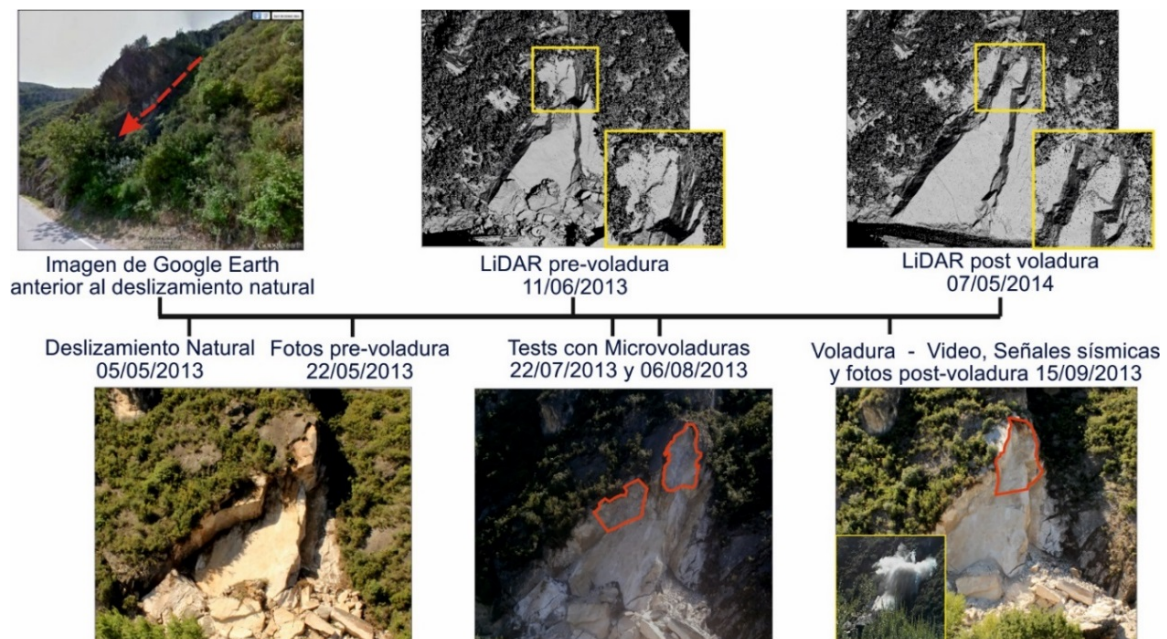 Google earth
Imagen de Google Earth
anterior al deslizamiento natural
LiDAR pre-voladura
11/06/2013
LiDAR post voladura
07/05/2014
Deslizamiento Natural
05/05/2013
Fotos pre-voladura
22/05/2013
Tests con Microvoladuras
22/07/2013 y 06/08/2013
Voladura - Video, Señales sísmicas
y fotos post-voladura 15/09/2013